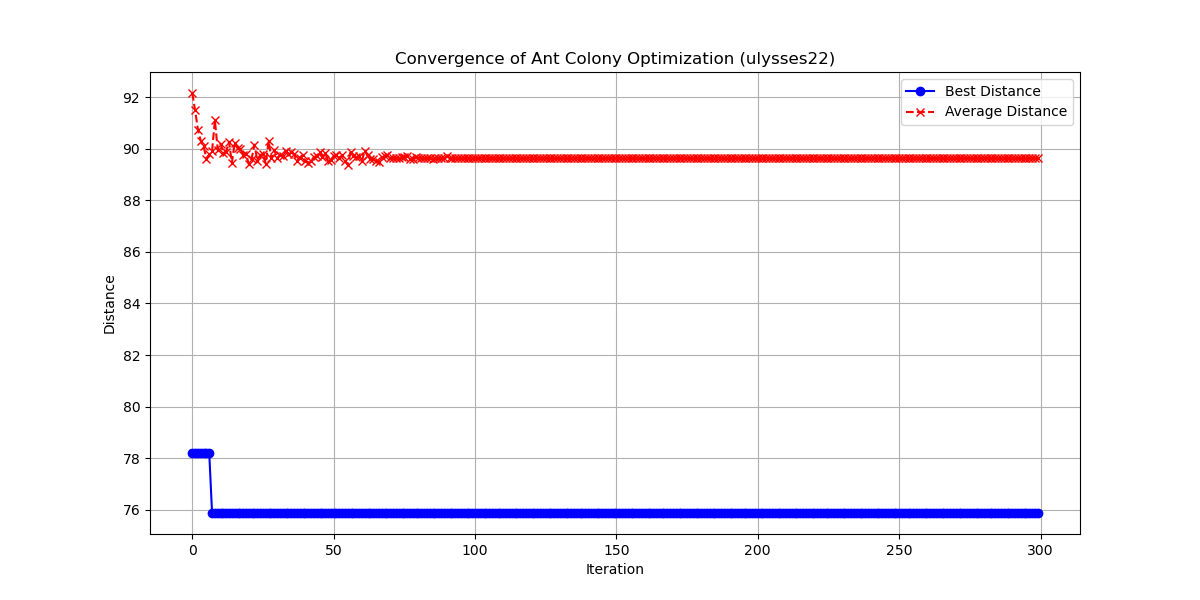 Convergence of Ant Colony Optimization (ulysses22)
Best Distance
Average Distance
92
90
88
86
84
82
80
78
76
Distance
0 50 100 150 200 250 300
Iteration